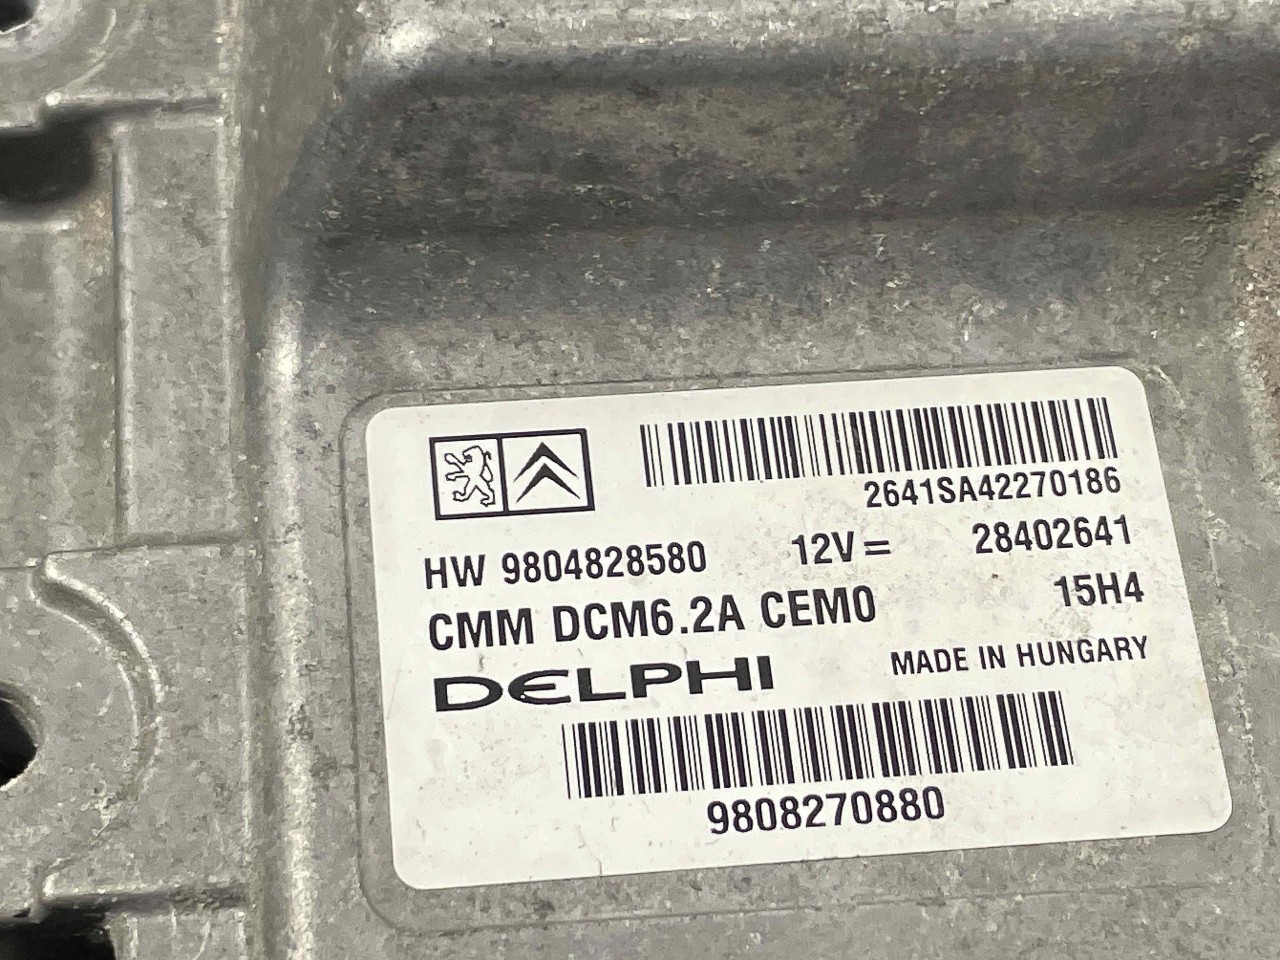 2641SA42270186
HW 9804828580 12V= 28402641
CMM DCM6.2A CEM0 15H4
DELPHI MADE IN HUNGARY
9808270880